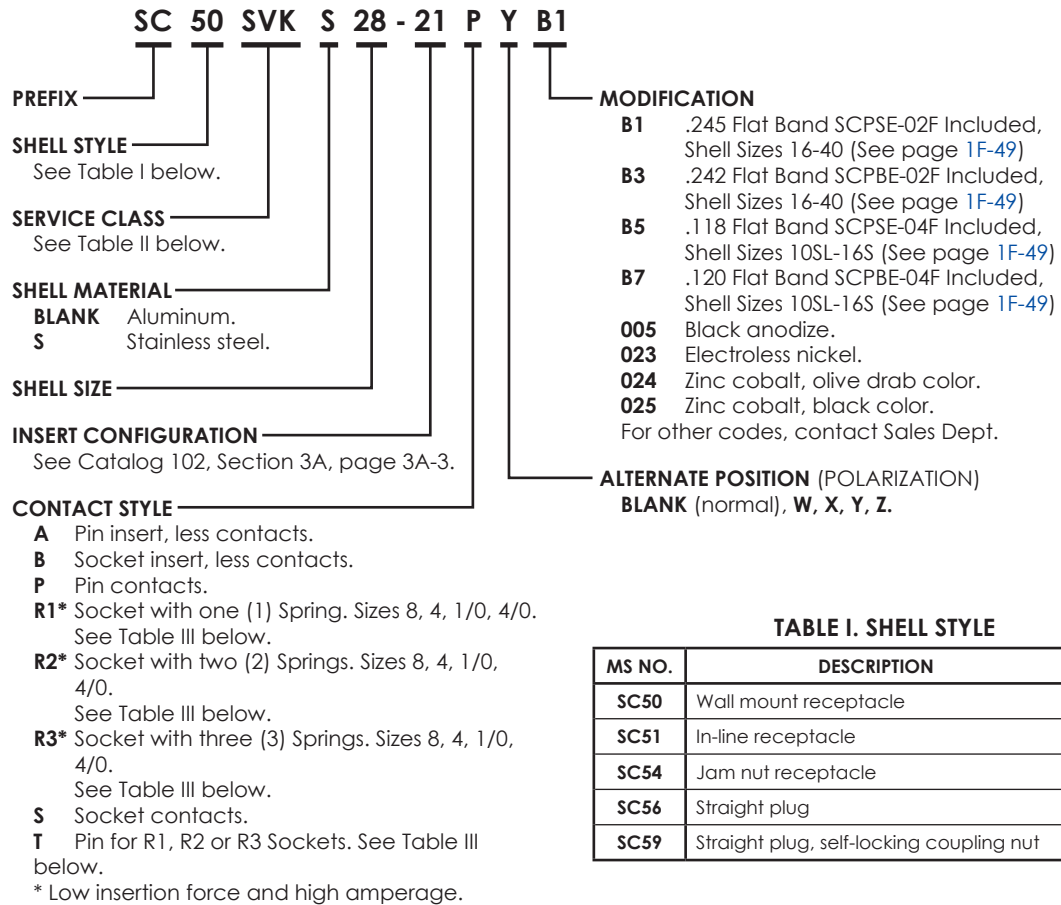 SC 50 SVK S 28 - 21 P Y B1
PREFIX
SHELL STYLE
See Table I below.
SERVICE CLASS
See Table II below.
SHELL MATERIAL
BLANK Aluminum.
S Stainless steel.
SHELL SIZE
INSERT CONFIGURATION
See Catalog 102, Section 3A, page 3A-3.
CONTACT STYLE
A Pin insert, less contacts.
B Socket insert, less contacts.
P Pin contacts.
R1* Socket with one (1) Spring. Sizes 8, 4, 1/0, 4/0.
See Table III below.
R2* Socket with two (2) Springs. Sizes 8, 4, 1/0,
4/0.
See Table III below.
R3* Socket with three (3) Springs. Sizes 8, 4, 1/0,
4/0.
See Table III below.
S Socket contacts.
T Pin for R1, R2 or R3 Sockets. See Table III
below.
* Low insertion force and high amperage.
MODIFICATION
B1 .245 Flat Band SCPSE-02F Included,
Shell Sizes 16-40 (See page 1F-49)
B3 .242 Flat Band SCPBE-02F Included,
Shell Sizes 16-40 (See page 1F-49)
B5 .118 Flat Band SCPSE-04F Included,
Shell Sizes 10SL-16S (See page 1F-49)
B7 .120 Flat Band SCPBE-04F Included,
Shell Sizes 10SL-16S (See page 1F-49)
005 Black anodize.
023 Electroless nickel.
024 Zinc cobalt, olive drab color.
025 Zinc cobalt, black color.
For other codes, contact Sales Dept.
ALTERNATE POSITION (POLARIZATION)
BLANK (normal), W, X, Y, Z.
TABLE I. SHELL STYLE
MS NO. DESCRIPTION
SC50 Wall mount receptacle
SC51 In-line receptacle
SC54 Jam nut receptacle
SC56 Straight plug
SC59 Straight plug, self-locking coupling nut